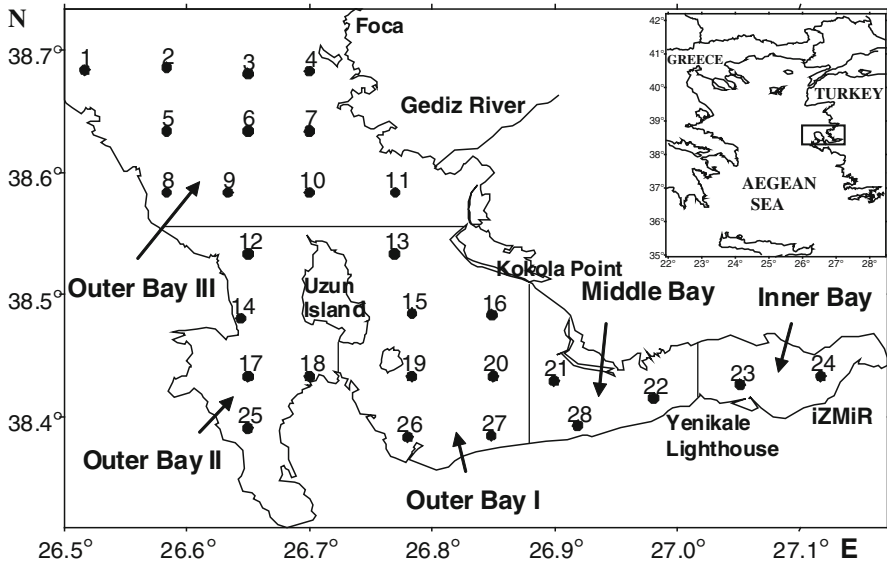 N
Foca
38.7°
1 2 3 4
Gediz River
5 6 7
38.6°
8 9 10 11
Outer Bay III
12 13
Kokola Point
Uzun
Island
Middle Bay
Inner Bay
38.5°
14 15 16
17 18 19 20 21 22 23 24
38.4°
25 26 27 28
Yenikale
Lighthouse
iZMiR
Outer Bay II
Outer Bay I
26.5° 26.6° 26.7° 26.8° 26.9° 27.0° 27.1° E
42°
GREECE
41°
40°
TURKEY
39°
38°
37°
AEGEAN
SEA
36°
35°
22° 23° 24° 25° 26° 27° 28°